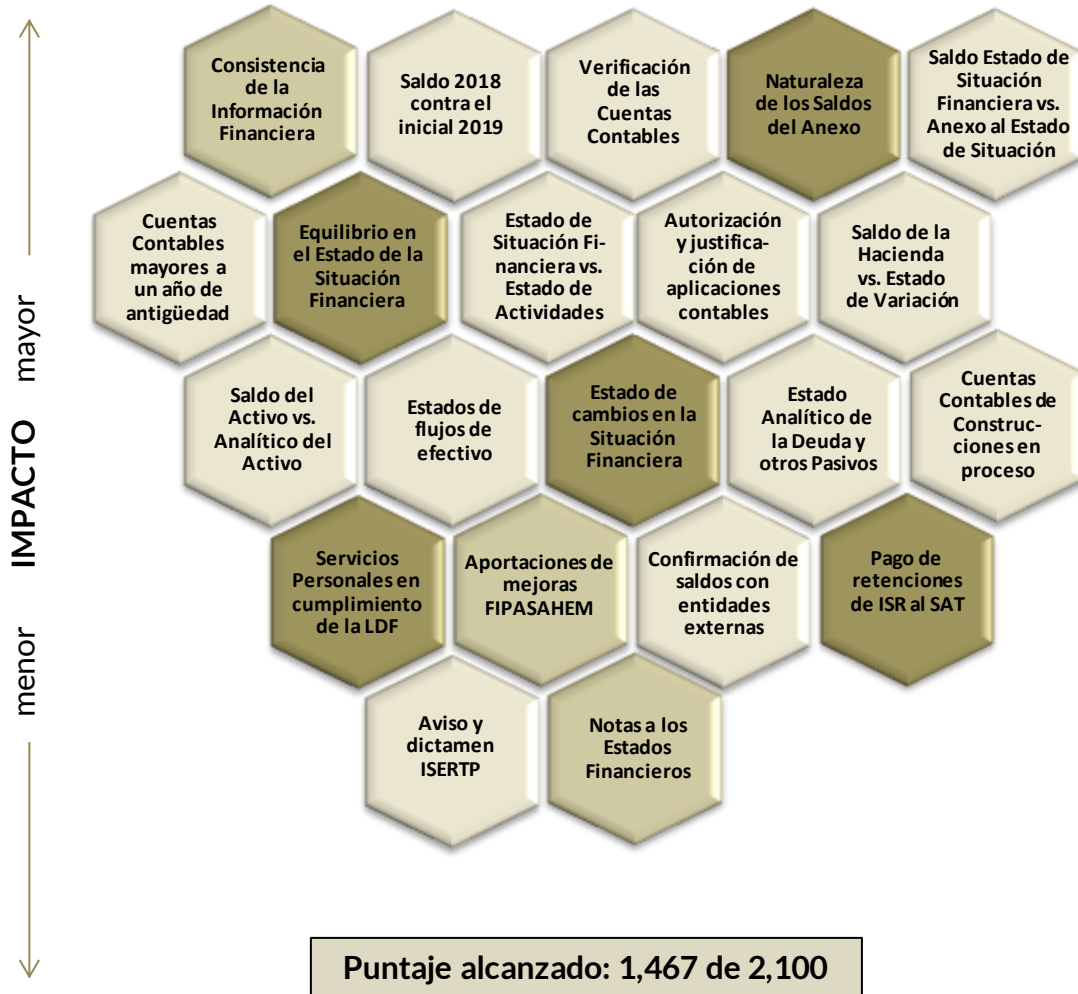 Consistencia
de la
Información
Financiera
Saldo 2018
contra el
inicial 2019
Verificación
de las
Cuentas
Contables
Naturaleza
de los Saldos
del Anexo
Saldo Estado de
Situación
Financiera vs.
Anexo al Estado
de Situación
Cuentas
Contables
mayores a
un año de
antigüedad
Equilibrio en
el Estado de la
Situación
Financiera
Estado de
Situación Fi-
nanciera vs.
Estado de
Actividades
Autorización
y justifica-
ción de
aplicaciones
contables
Saldo de la
Hacienda
vs. Estado
de Variación
Saldo del
Activo vs.
Analítico del
Activo
Estados de
flujos de
efectivo
Estado de
cambios en la
Situación
Financiera
Estado
Analítico de
la Deuda y
otros Pasivos
Cuentas
Contables de
Construc-
ciones en
proceso
Servicios
Personales en
cumplimiento
de la LDF
Aportaciones de
mejoras
FIPASAHEM
Confirmación de
saldos con
entidades
externas
Pago de
retenciones
de ISR al SAT
Aviso y
dictamen
ISERTP
Notas a los
Estados
Financieros
menor IMPACTO mayor
Puntaje alcanzado: 1,467 de 2,100